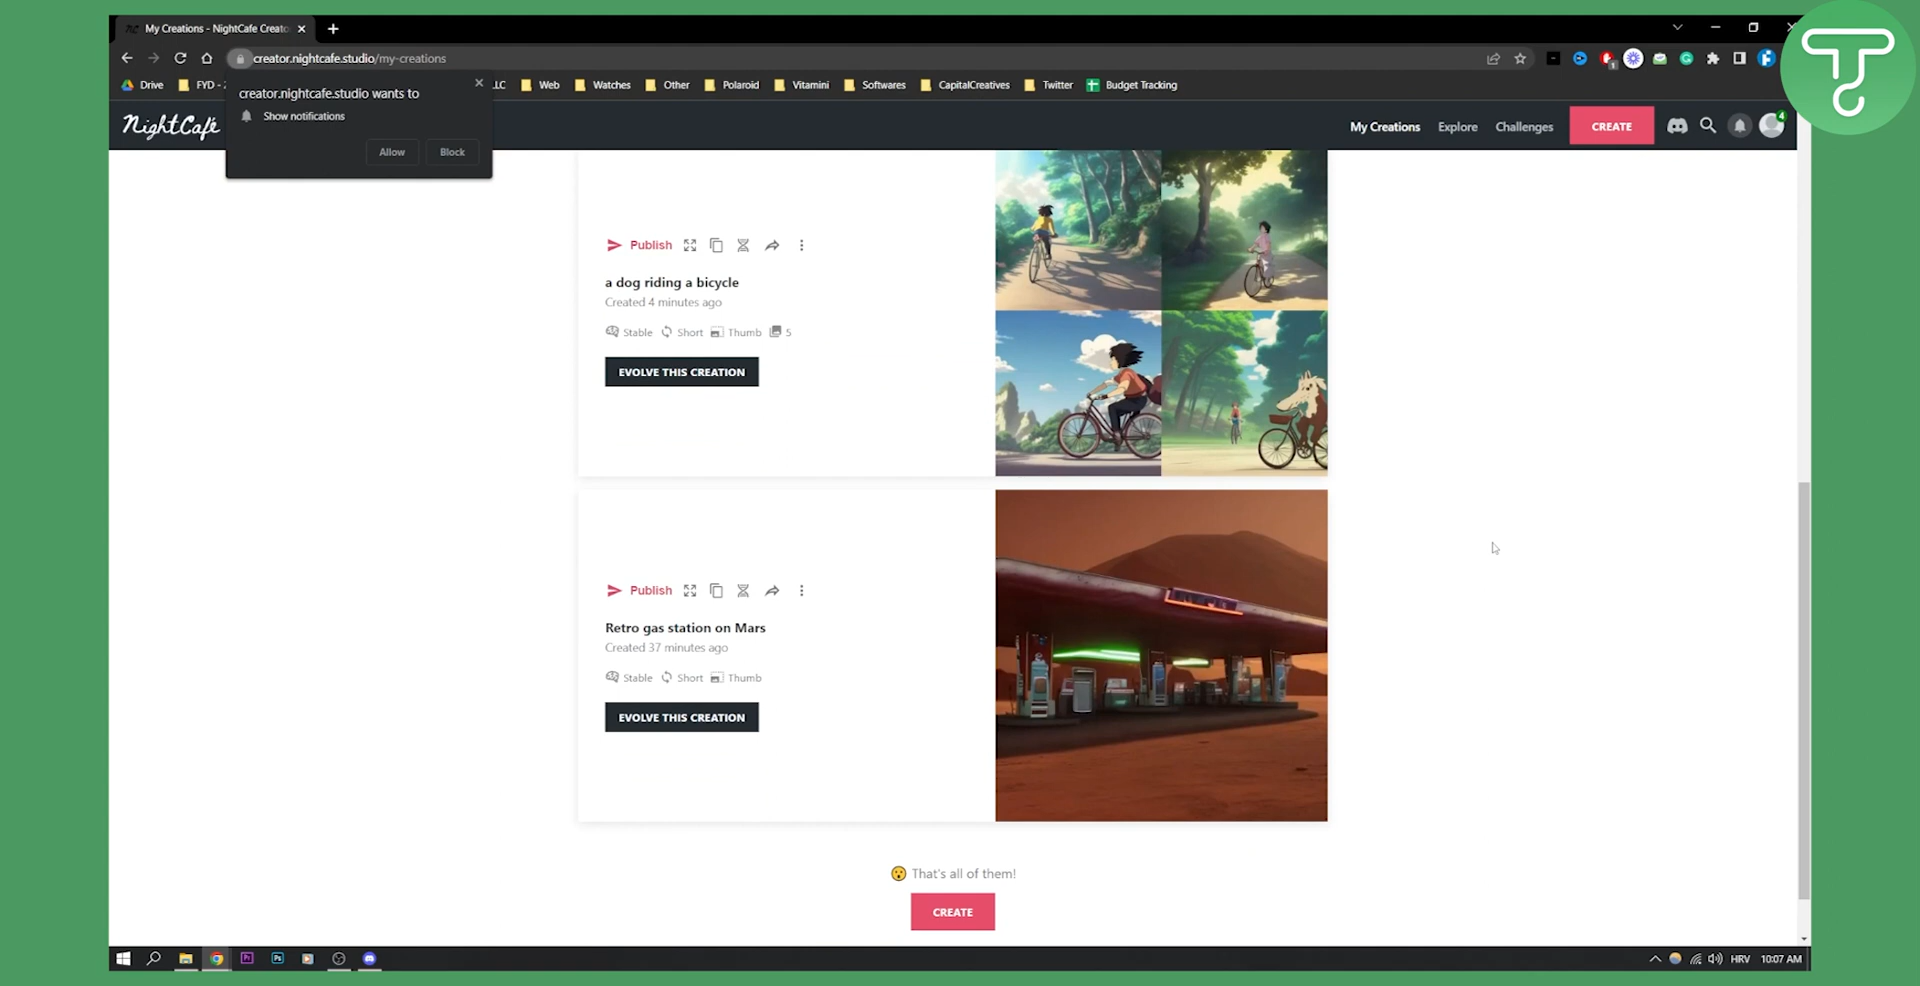 My Creations - NightCafe Creato
creator.nightcafe.studio/my-creations
Drive FYD - LLC Web Watches Other Polaroid Vitamini Softwares CapitalCreatives Twitter Budget Tracking
creator.nightcafe.studio wants to
Show notifications
Allow Block
NightCafé My Creations Explore Challenges CREATE 4
Publish
a dog riding a bicycle
Created 4 minutes ago
Stable Short Thumb 5
EVOLVE THIS CREATION
Publish
Retro gas station on Mars
Created 37 minutes ago
Stable Short Thumb
EVOLVE THIS CREATION
That's all of them!
CREATE
Pr Ps HRV 10:07 AM